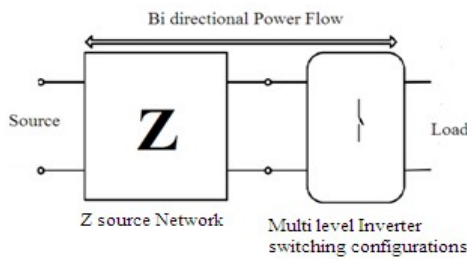 Bi directional Power Flow
Source
Z
Load
Z source Network
Multi level Inverter
switching configurations